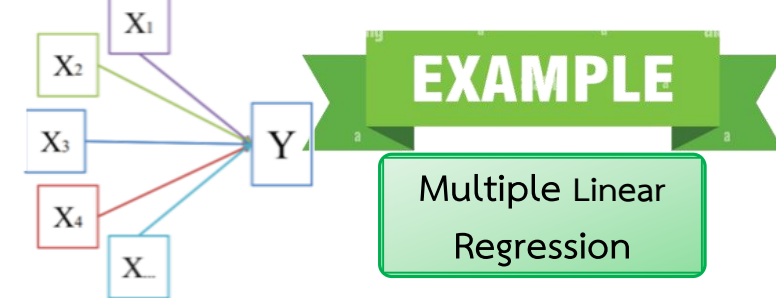 X1
X2
X3
X4
X...
Y
EXAMPLE
Multiple Linear
Regression